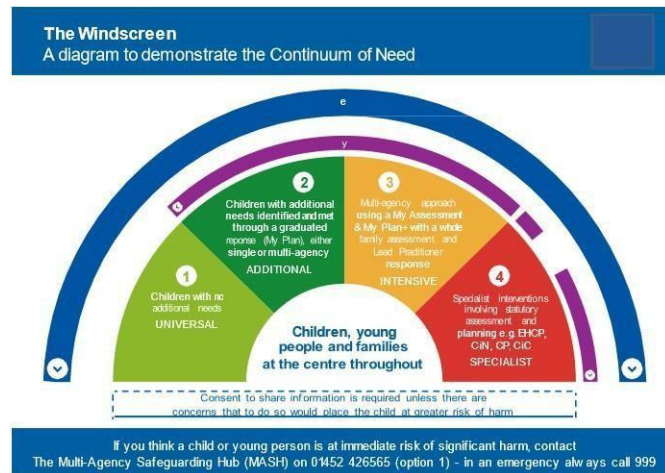 The Windscreen
A diagram to demonstrate the Continuum of Need
e
y
1
Children with no
additional needs
UNIVERSAL
2
Children with additional
needs identified and met
through a graduated
reponse (My Plan), either
single or multi-agency
ADDITIONAL
3
Multi-agency approach
using a My Assessment
& My Plan+ with a whole
family assessment and
Lead Practitioner
response
INTENSIVE
4
Specialist interventions
involving statutory
assessment and
planning e.g. EHCP,
CiN, CP, CiC
SPECIALIST
Children, young
people and families
at the centre throughout
Consent to share information is required unless there are
concerns that to do so would place the child at greater risk of harm
If you think a child or young person is at immediate risk of significant harm, contact
The Multi-Agency Safeguarding Hub (MASH) on 01452 426565 (option 1) - in an emergency always call 999